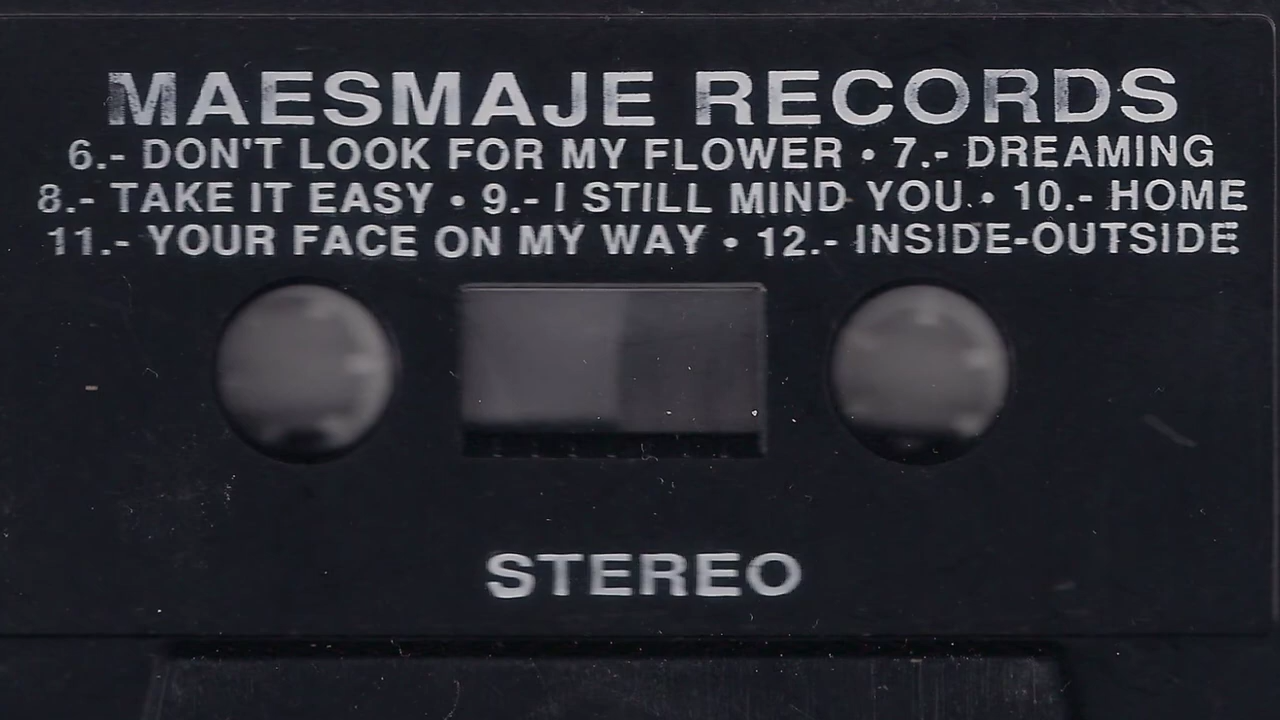 MAESMAJE RECORDS
6.- DON'T LOOK FOR MY FLOWER • 7.- DREAMING
8.- TAKE IT EASY • 9.- I STILL MIND YOU • 10.- HOME
11.- YOUR FACE ON MY WAY • 12.- INSIDE-OUTSIDE
STEREO